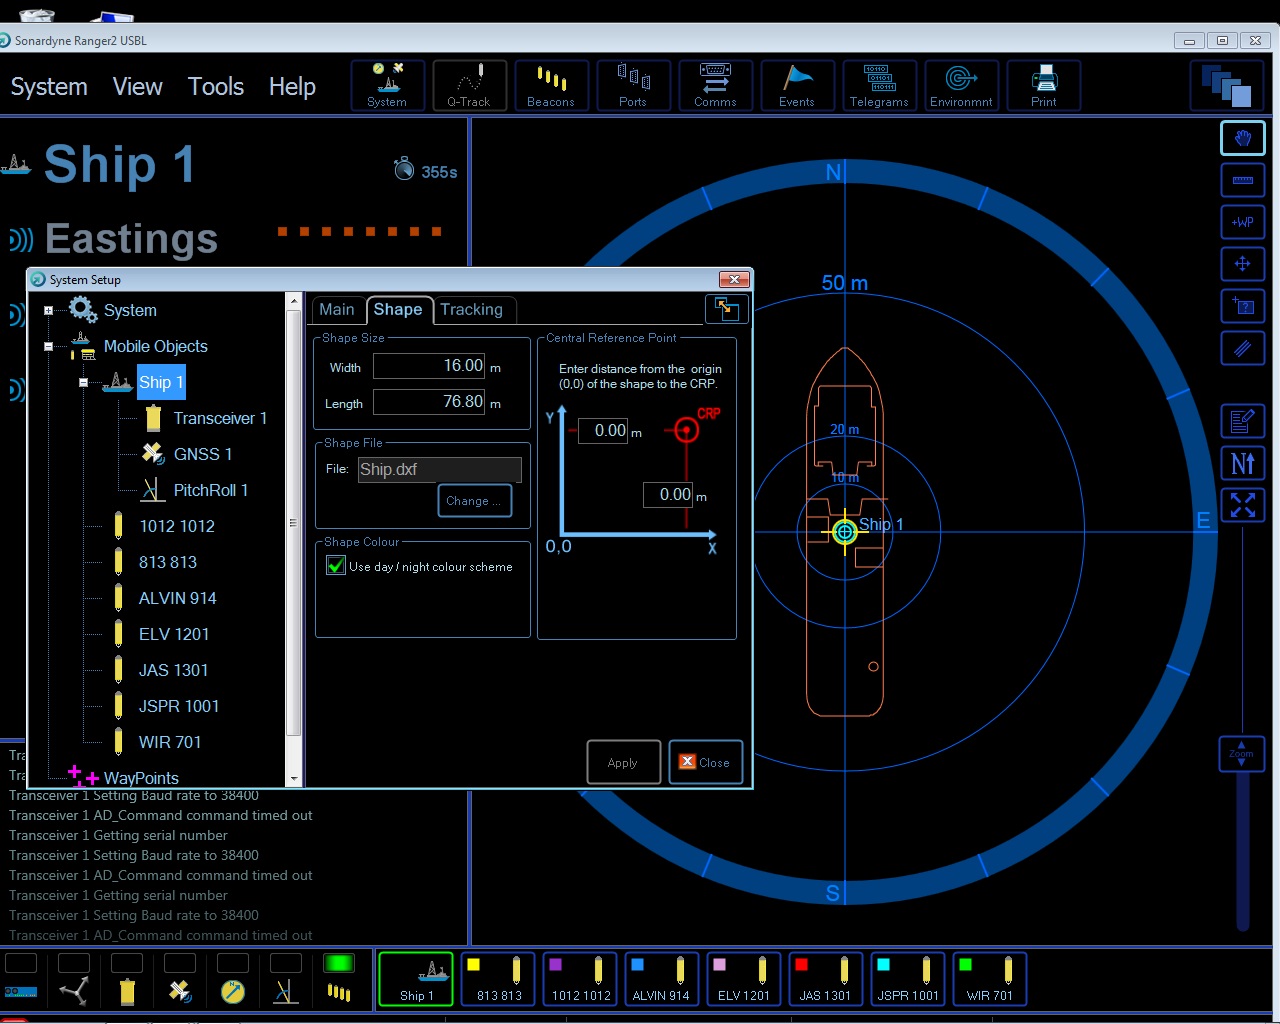 Sonardyne Ranger2 USBL
System View Tools Help
System Q-Track Beacons Ports Comms Events Telegrams Environmnt Print
Ship 1
355s
Eastings
System Setup
System
Mobile Objects
Ship 1
Transceiver 1
GNSS 1
PitchRoll 1
1012 1012
813 813
ALVIN 914
ELV 1201
JAS 1301
JSPR 1001
WIR 701
WayPoints
Main Shape Tracking
Shape Size
Width 16.00 m
Length 76.80 m
Shape File
File: Ship.dxf
Change ...
Shape Colour
Use day / night colour scheme
Central Reference Point
Enter distance from the origin
(0,0) of the shape to the CRP.
Y
CRP
0.00 m
0.00 m
0,0
X
Apply
Close
N
50 m
20 m
10 m
Ship 1
E
S
+WP
+?
N
Zoom
Transceiver 1 Setting Baud rate to 38400
Transceiver 1 AD_Command command timed out
Transceiver 1 Getting serial number
Transceiver 1 Setting Baud rate to 38400
Transceiver 1 AD_Command command timed out
Transceiver 1 Getting serial number
Transceiver 1 Setting Baud rate to 38400
Transceiver 1 AD_Command command timed out
Ship 1
813 813
1012 1012
ALVIN 914
ELV 1201
JAS 1301
JSPR 1001
WIR 701